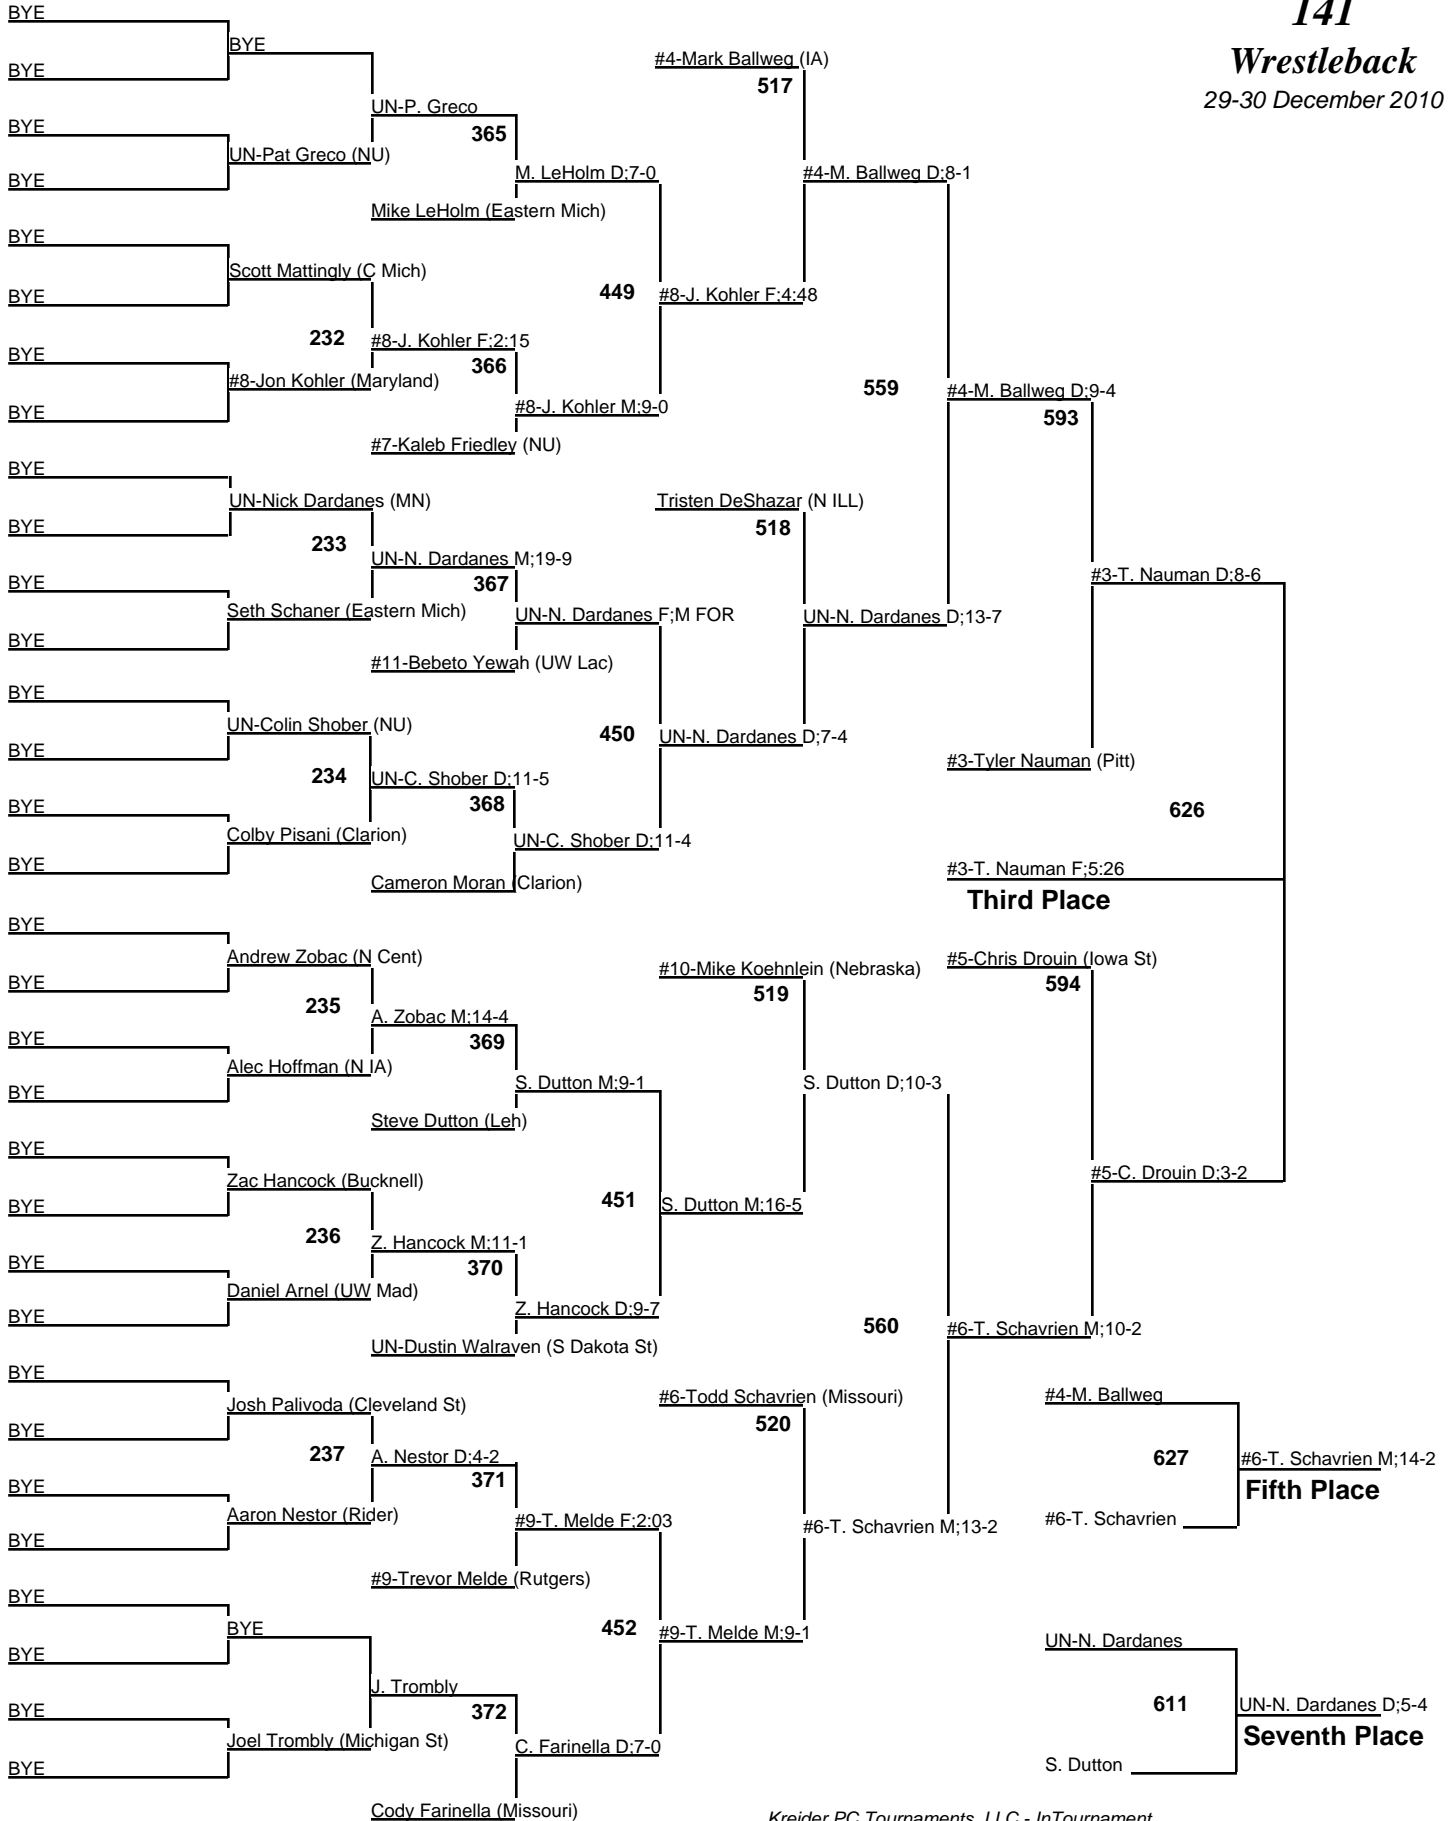 141
Wrestleback
29-30 December 2010
BYE
BYE
BYE
#4-Mark Ballweg (IA)
517
BYE
UN-P. Greco
365
BYE
UN-Pat Greco (NU)
BYE
M. LeHolm D;7-0
#4-M. Ballweg D;8-1
Mike LeHolm (Eastern Mich)
BYE
Scott Mattingly (C Mich)
BYE
449
#8-J. Kohler F;4:48
232
#8-J. Kohler F;2:15
BYE
366
#8-Jon Kohler (Maryland)
559
#4-M. Ballweg D;9-4
BYE
#8-J. Kohler M;9-0
593
#7-Kaleb Friedley (NU)
BYE
UN-Nick Dardanes (MN)
Tristen DeShazar (N ILL)
518
BYE
233
UN-N. Dardanes M;19-9
#3-T. Nauman D;8-6
BYE
367
Seth Schaner (Eastern Mich)
UN-N. Dardanes F;M FOR
UN-N. Dardanes D;13-7
BYE
#11-Bebeto Yewah (UW Lac)
BYE
UN-Colin Shober (NU)
450
UN-N. Dardanes D;7-4
BYE
#3-Tyler Nauman (Pitt)
234
UN-C. Shober D;11-5
BYE
368
626
Colby Pisani (Clarion)
UN-C. Shober D;11-4
BYE
#3-T. Nauman F;5:26
Cameron Moran (Clarion)
Third Place
BYE
Andrew Zobac (N Cent)
#5-Chris Drouin (Iowa St)
BYE
#10-Mike Koehnlein (Nebraska)
594
519
235
A. Zobac M;14-4
BYE
369
Alec Hoffman (N IA)
S. Dutton M;9-1
S. Dutton D;10-3
BYE
Steve Dutton (Leh)
BYE
Zac Hancock (Bucknell)
#5-C. Drouin D;3-2
BYE
451
S. Dutton M;16-5
236
Z. Hancock M;11-1
BYE
370
Daniel Arnel (UW Mad)
BYE
Z. Hancock D;9-7
560
#6-T. Schavrien M;10-2
UN-Dustin Walraven (S Dakota St)
BYE
Josh Palivoda (Cleveland St)
#6-Todd Schavrien (Missouri)
#4-M. Ballweg
BYE
520
237
A. Nestor D;4-2
627
#6-T. Schavrien M;14-2
BYE
371
Fifth Place
Aaron Nestor (Rider)
#9-T. Melde F;2:03
#6-T. Schavrien M;13-2
#6-T. Schavrien
BYE
#9-Trevor Melde (Rutgers)
BYE
BYE
452
#9-T. Melde M;9-1
UN-N. Dardanes
BYE
J. Trombly
BYE
372
611
UN-N. Dardanes D;5-4
Joel Trombly (Michigan St)
C. Farinella D;7-0
Seventh Place
BYE
S. Dutton
Cody Farinella (Missouri)
Kreider PC Tournaments, LLC - InTournament